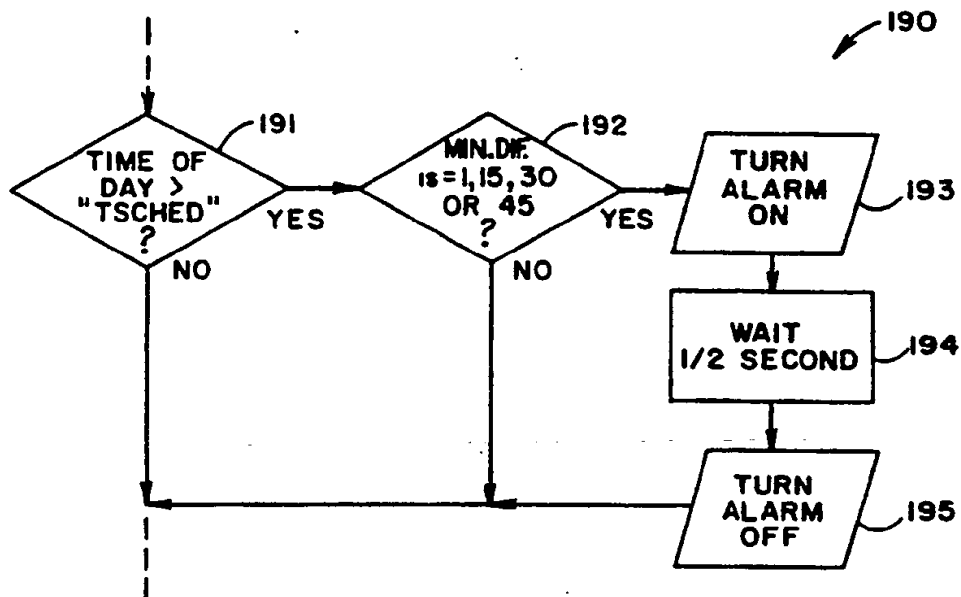 190
191
TIME OF
DAY >
"TSCHED"
?
YES
NO
192
MIN.DIF.
IS=1,15,30
OR 45
?
YES
NO
TURN
ALARM
ON
193
WAIT
1/2 SECOND
194
TURN
ALARM
OFF
195